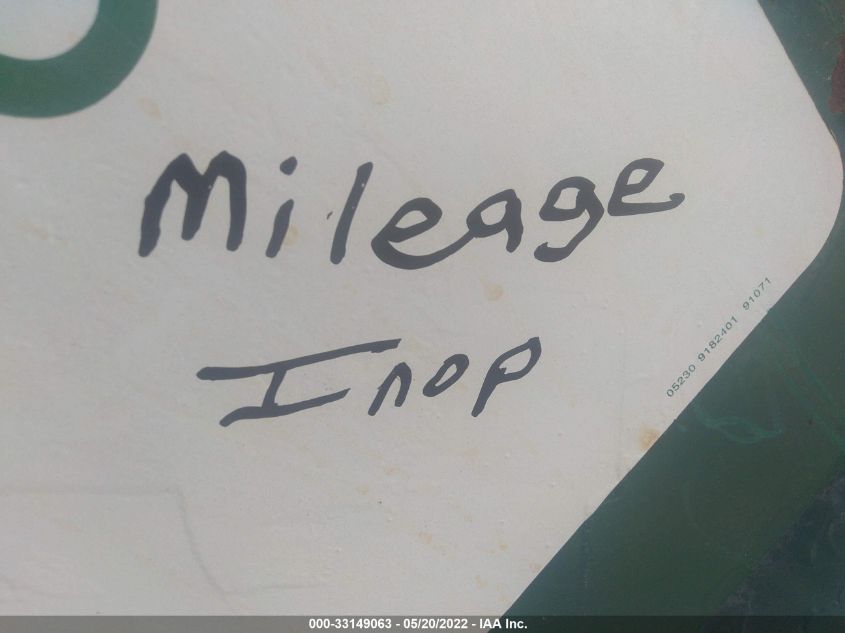 Mileage
Inop
05230 9182401 91071
000-33149063 - 05/20/2022 - IAA Inc.